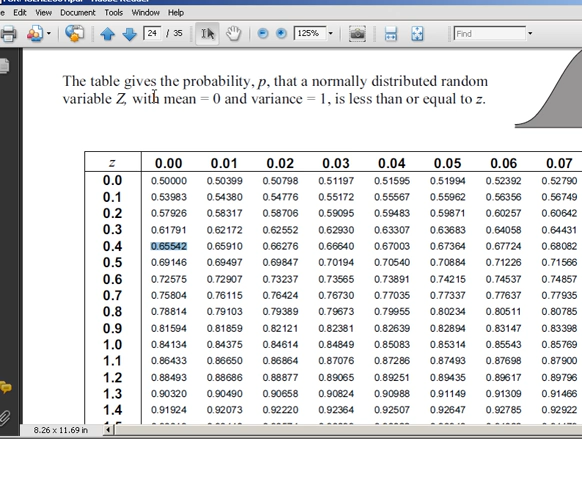 e Edit View Document Tools Window Help
24 / 35 125% Find
The table gives the probability, p, that a normally distributed random
variable Z, with mean = 0 and variance = 1, is less than or equal to z.
z 0.00 0.01 0.02 0.03 0.04 0.05 0.06 0.07
0.0 0.50000 0.50399 0.50798 0.51197 0.51595 0.51994 0.52392 0.52790
0.1 0.53983 0.54380 0.54776 0.55172 0.55567 0.55962 0.56356 0.56749
0.2 0.57926 0.58317 0.58706 0.59095 0.59483 0.59871 0.60257 0.60642
0.3 0.61791 0.62172 0.62552 0.62930 0.63307 0.63683 0.64058 0.64431
0.4 0.65542 0.65910 0.66276 0.66640 0.67003 0.67364 0.67724 0.68082
0.5 0.69146 0.69497 0.69847 0.70194 0.70540 0.70884 0.71226 0.71566
0.6 0.72575 0.72907 0.73237 0.73565 0.73891 0.74215 0.74537 0.74857
0.7 0.75804 0.76115 0.76424 0.76730 0.77035 0.77337 0.77637 0.77935
0.8 0.78814 0.79103 0.79389 0.79673 0.79955 0.80234 0.80511 0.80785
0.9 0.81594 0.81859 0.82121 0.82381 0.82639 0.82894 0.83147 0.83398
1.0 0.84134 0.84375 0.84614 0.84849 0.85083 0.85314 0.85543 0.85769
1.1 0.86433 0.86650 0.86864 0.87076 0.87286 0.87493 0.87698 0.87900
1.2 0.88493 0.88686 0.88877 0.89065 0.89251 0.89435 0.89617 0.89796
1.3 0.90320 0.90490 0.90658 0.90824 0.90988 0.91149 0.91309 0.91466
1.4 0.91924 0.92073 0.92220 0.92364 0.92507 0.92647 0.92785 0.92922
8.26 x 11.69 in